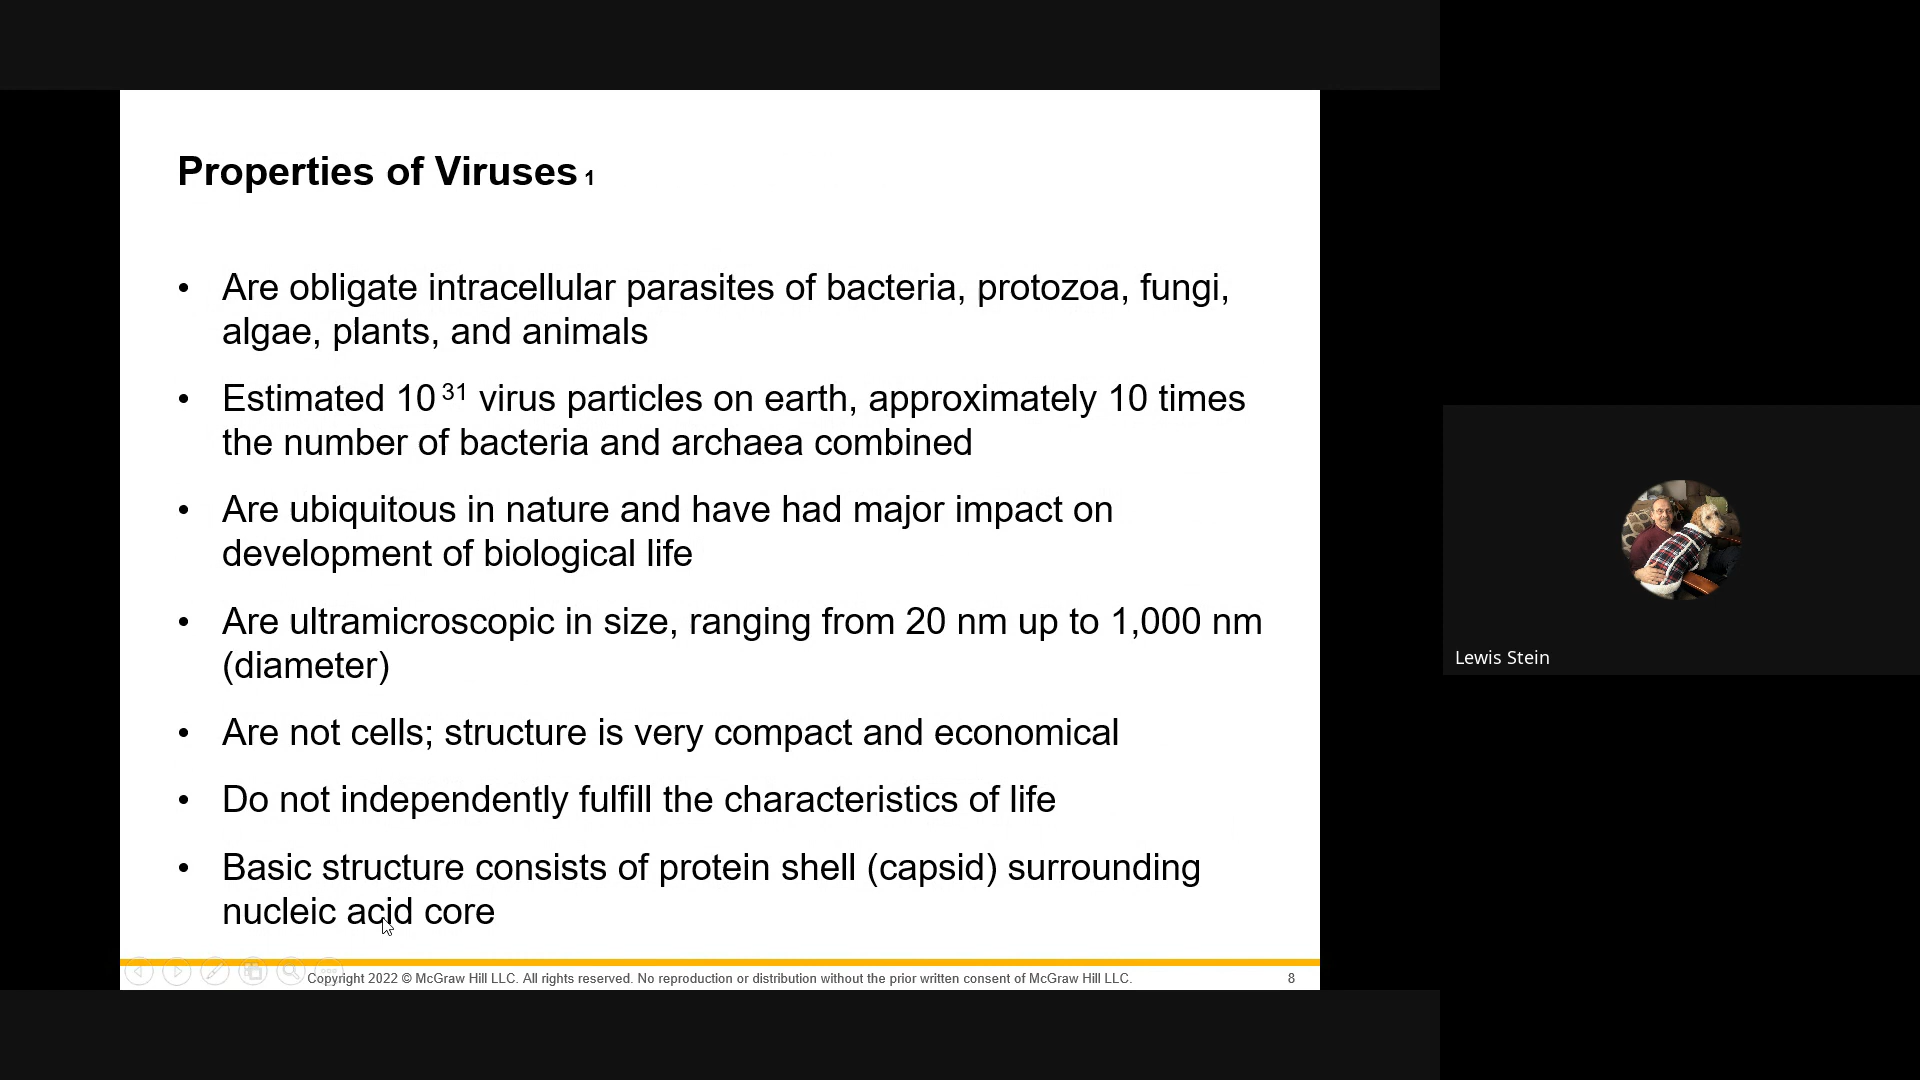 Properties of Viruses 1
• Are obligate intracellular parasites of bacteria, protozoa, fungi,
algae, plants, and animals
• Estimated 10³¹ virus particles on earth, approximately 10 times
the number of bacteria and archaea combined
• Are ubiquitous in nature and have had major impact on
development of biological life
• Are ultramicroscopic in size, ranging from 20 nm up to 1,000 nm
(diameter)
• Are not cells; structure is very compact and economical
• Do not independently fulfill the characteristics of life
• Basic structure consists of protein shell (capsid) surrounding
nucleic acid core
Copyright 2022 © McGraw Hill LLC. All rights reserved. No reproduction or distribution without the prior written consent of McGraw Hill LLC.
8
Lewis Stein